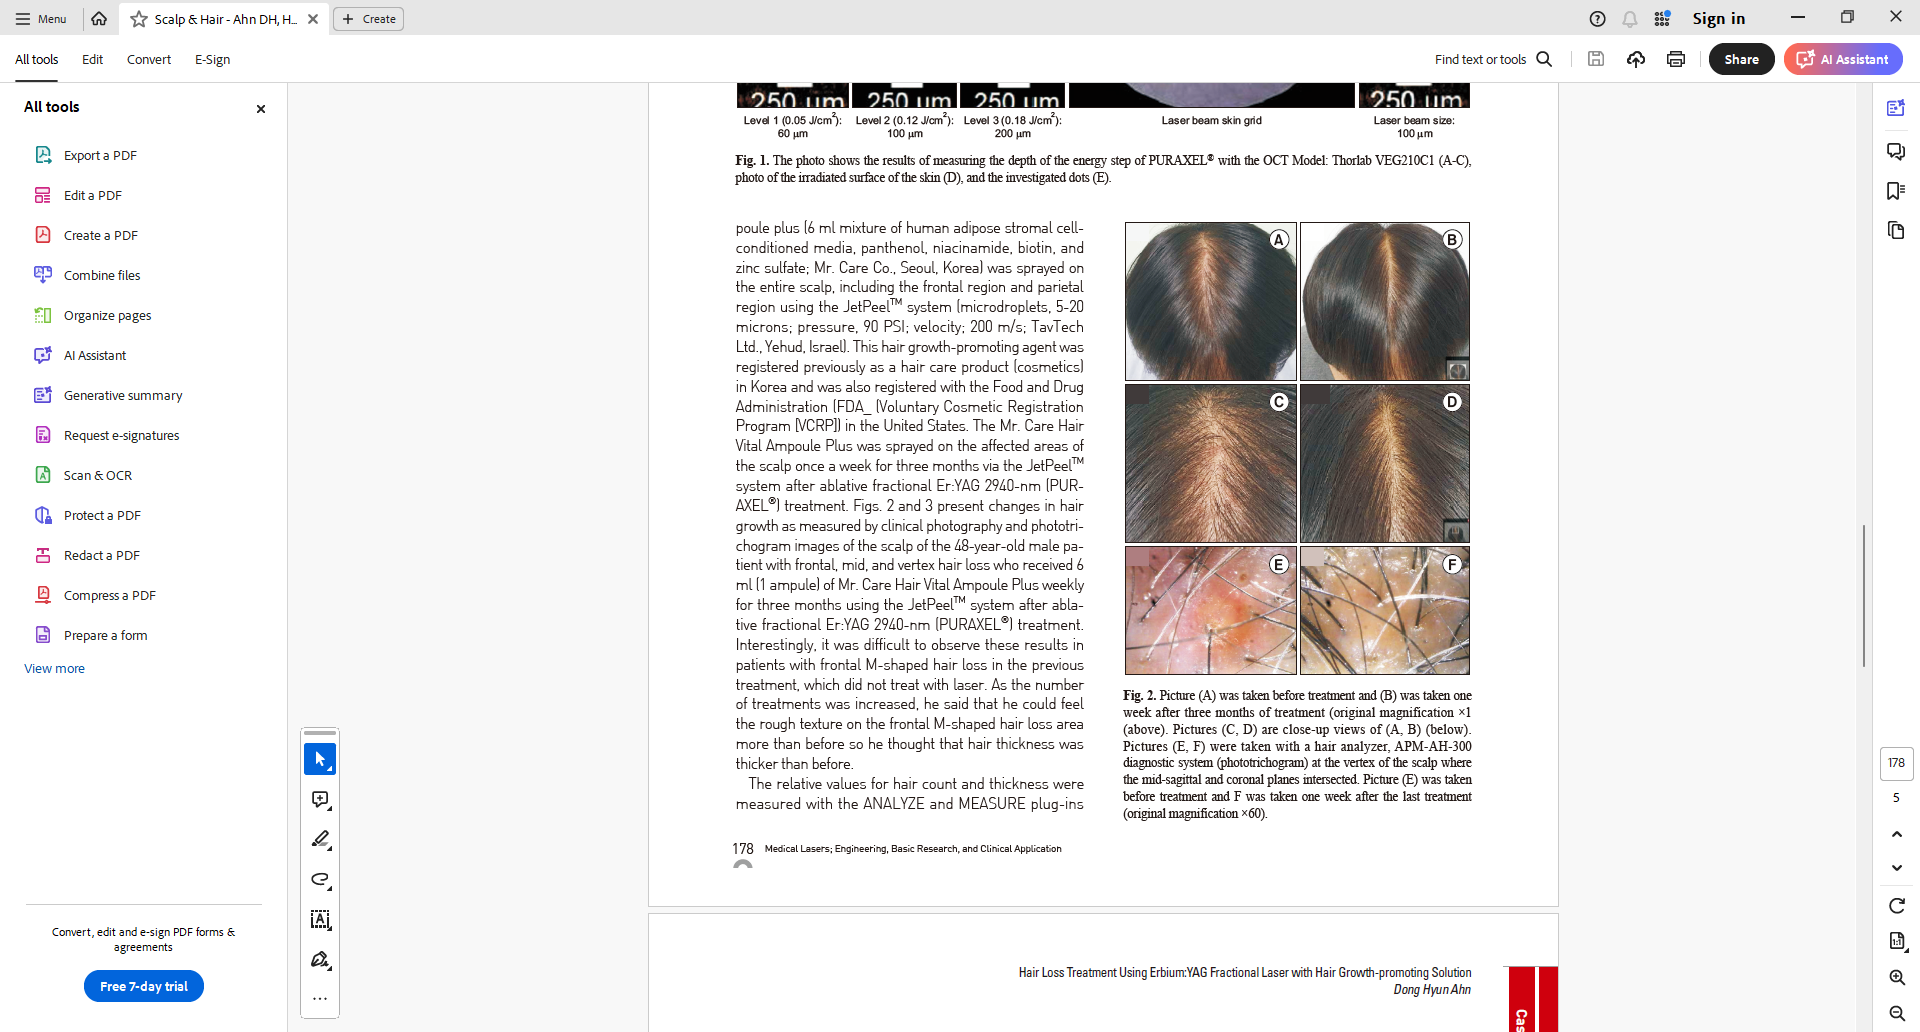 Menu
Scalp & Hair - Ahn DH, H...
Create
Sign in
All tools
Edit
Convert
E-Sign
Find text or tools
Share
AI Assistant
All tools
Export a PDF
Edit a PDF
Create a PDF
Combine files
Organize pages
AI Assistant
Generative summary
Request e-signatures
Scan & OCR
Protect a PDF
Redact a PDF
Compress a PDF
Prepare a form
View more
Convert, edit and e-sign PDF forms &
agreements
Free 7-day trial
250 µm 250 µm 250 µm 250 µm
Level 1 (0.05 J/cm²): Level 2 (0.12 J/cm²): Level 3 (0.18 J/cm²): Laser beam skin grid Laser beam size:
60 µm 100 µm 200 µm 100 µm
Fig. 1. The photo shows the results of measuring the depth of the energy step of PURAXEL® with the OCT Model: Thorlab VEG210C1 (A-C),
photo of the irradiated surface of the skin (D), and the investigated dots (E).
poule plus (6 ml mixture of human adipose stromal cell-
conditioned media, panthenol, niacinamide, biotin, and
zinc sulfate; Mr. Care Co., Seoul, Korea) was sprayed on
the entire scalp, including the frontal region and parietal
region using the JetPeel™ system (microdroplets, 5-20
microns; pressure, 90 PSI; velocity; 200 m/s; TavTech
Ltd., Yehud, Israel). This hair growth-promoting agent was
registered previously as a hair care product (cosmetics)
in Korea and was also registered with the Food and Drug
Administration (FDA_ (Voluntary Cosmetic Registration
Program [VCRP]) in the United States. The Mr. Care Hair
Vital Ampoule Plus was sprayed on the affected areas of
the scalp once a week for three months via the JetPeel™
system after ablative fractional Er:YAG 2940-nm (PUR-
AXEL®) treatment. Figs. 2 and 3 present changes in hair
growth as measured by clinical photography and phototri-
chogram images of the scalp of the 48-year-old male pa-
tient with frontal, mid, and vertex hair loss who received 6
ml (1 ampule) of Mr. Care Hair Vital Ampoule Plus weekly
for three months using the JetPeel™ system after abla-
tive fractional Er:YAG 2940-nm (PURAXEL®) treatment.
Interestingly, it was difficult to observe these results in
patients with frontal M-shaped hair loss in the previous
treatment, which did not treat with laser. As the number
of treatments was increased, he said that he could feel
the rough texture on the frontal M-shaped hair loss area
more than before so he thought that hair thickness was
thicker than before.
The relative values for hair count and thickness were
measured with the ANALYZE and MEASURE plug-ins
A B
C D
E F
Fig. 2. Picture (A) was taken before treatment and (B) was taken one
week after three months of treatment (original magnification ×1
(above). Pictures (C, D) are close-up views of (A, B) (below).
Pictures (E, F) were taken with a hair analyzer, APM-AH-300
diagnostic system (phototrichogram) at the vertex of the scalp where
the mid-sagittal and coronal planes intersected. Picture (E) was taken
before treatment and F was taken one week after the last treatment
(original magnification ×60).
178 Medical Lasers; Engineering, Basic Research, and Clinical Application
Hair Loss Treatment Using Erbium:YAG Fractional Laser with Hair Growth-promoting Solution
Dong Hyun Ahn
Cas
178
5